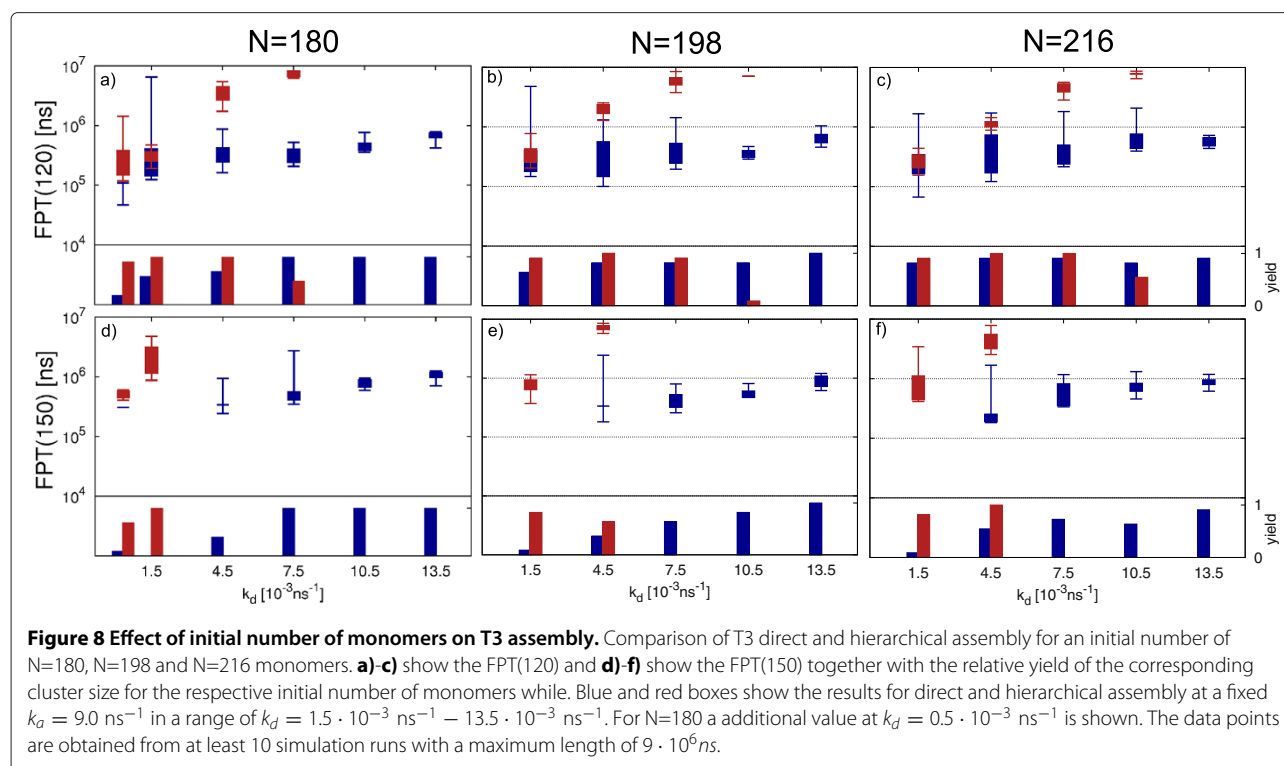 N=180 N=198 N=216
10^7 a) b) c)
10^6
10^5
10^4
FPT(120) [ns]
1
yield
0
10^7 d) e) f)
10^6
10^5
10^4
FPT(150) [ns]
1
yield
0
1.5 4.5 7.5 10.5 13.5 1.5 4.5 7.5 10.5 13.5 1.5 4.5 7.5 10.5 13.5
k_d [10^-3ns^-1] k_d [10^-3ns^-1] k_d [10^-3ns^-1]
Figure 8 Effect of initial number of monomers on T3 assembly. Comparison of T3 direct and hierarchical assembly for an initial number of
N=180, N=198 and N=216 monomers. a)-c) show the FPT(120) and d)-f) show the FPT(150) together with the relative yield of the corresponding
cluster size for the respective initial number of monomers while. Blue and red boxes show the results for direct and hierarchical assembly at a fixed
k_a = 9.0 ns^−1 in a range of k_d = 1.5 · 10^−3 ns^−1 − 13.5 · 10^−3 ns^−1. For N=180 a additional value at k_d = 0.5 · 10^−3 ns^−1 is shown. The data points
are obtained from at least 10 simulation runs with a maximum length of 9 · 10^6ns.